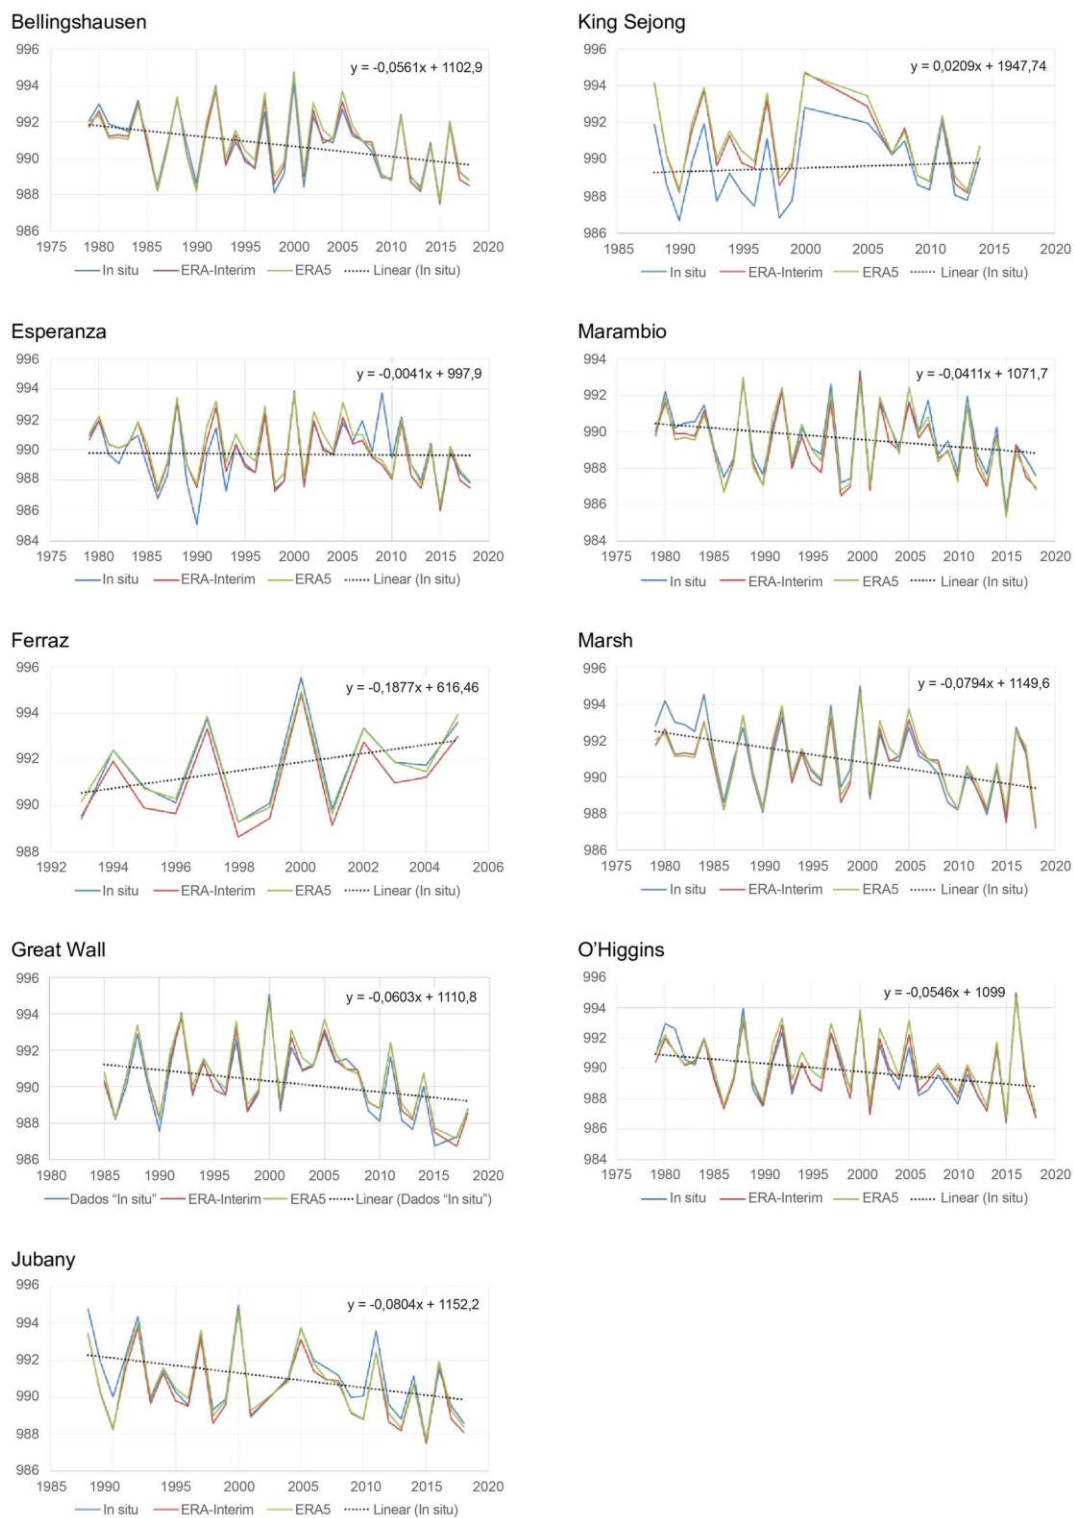 Bellingshausen
996
994
992
990
988
986
1975 1980 1985 1990 1995 2000 2005 2010 2015 2020
y = -0,0561x + 1102,9
In situ ERA-Interim ERA5 Linear (In situ)
King Sejong
996
994
992
990
988
986
1985 1990 1995 2000 2005 2010 2015 2020
y = 0,0209x + 1947,74
In situ ERA-Interim ERA5 Linear (In situ)
Esperanza
996
994
992
990
988
986
984
1975 1980 1985 1990 1995 2000 2005 2010 2015 2020
y = -0,0041x + 997,9
In situ ERA-Interim ERA5 Linear (In situ)
Marambio
994
992
990
988
986
984
1975 1980 1985 1990 1995 2000 2005 2010 2015 2020
y = -0,0411x + 1071,7
In situ ERA-Interim ERA5 Linear (In situ)
Ferraz
996
994
992
990
988
1992 1994 1996 1998 2000 2002 2004 2006
y = -0,1877x + 616,46
In situ ERA-Interim ERA5 Linear (In situ)
Marsh
996
994
992
990
988
986
1975 1980 1985 1990 1995 2000 2005 2010 2015 2020
y = -0,0794x + 1149,6
In situ ERA-Interim ERA5 Linear (In situ)
Great Wall
996
994
992
990
988
986
1980 1985 1990 1995 2000 2005 2010 2015 2020
y = -0,0603x + 1110,8
Dados “In situ” ERA-Interim ERA5 Linear (Dados “In situ”)
O’Higgins
996
994
992
990
988
986
984
1975 1980 1985 1990 1995 2000 2005 2010 2015 2020
y = -0,0546x + 1099
In situ ERA-Interim ERA5 Linear (In situ)
Jubany
996
994
992
990
988
986
1985 1990 1995 2000 2005 2010 2015 2020
y = -0,0804x + 1152,2
In situ ERA-Interim ERA5 Linear (In situ)